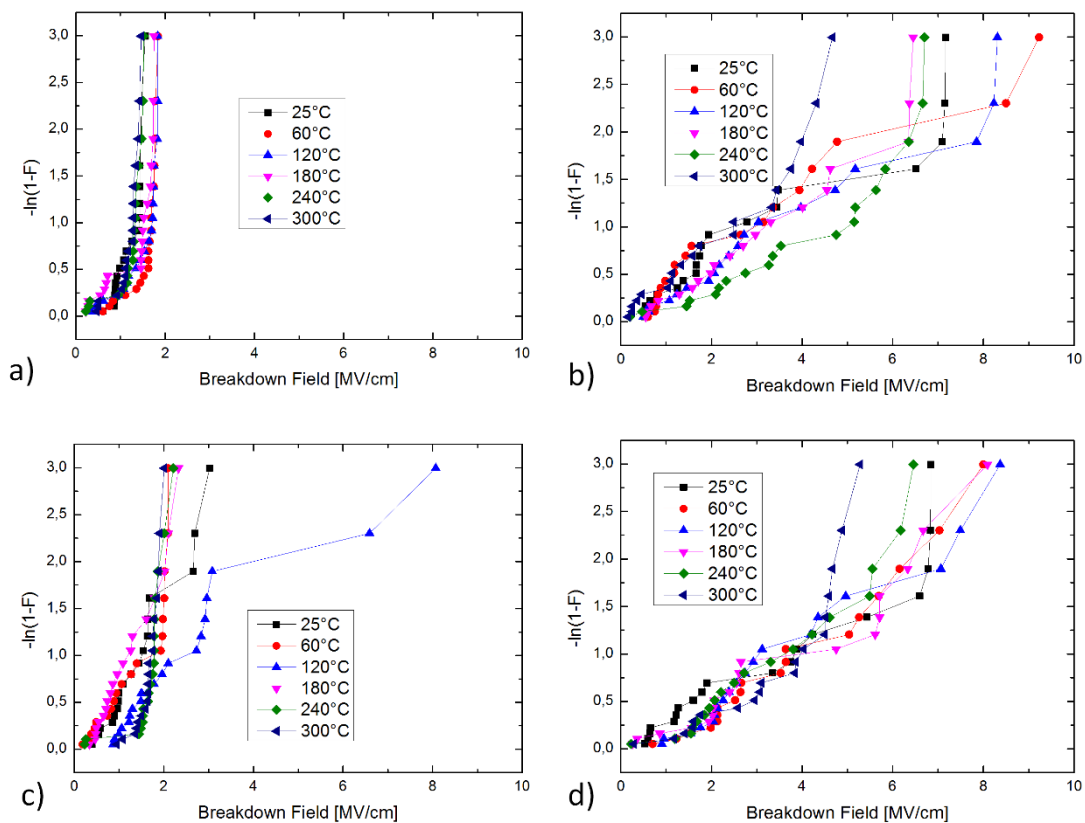 3,0
2,5
2,0
1,5
1,0
0,5
0,0
-ln(1-F)
25°C
60°C
120°C
180°C
240°C
300°C
0 2 4 6 8 10
Breakdown Field [MV/cm]
a)
3,0
2,5
2,0
1,5
1,0
0,5
0,0
-ln(1-F)
25°C
60°C
120°C
180°C
240°C
300°C
0 2 4 6 8 10
Breakdown Field [MV/cm]
b)
3,0
2,5
2,0
1,5
1,0
0,5
0,0
-ln(1-F)
25°C
60°C
120°C
180°C
240°C
300°C
0 2 4 6 8 10
Breakdown Field [MV/cm]
c)
3,0
2,5
2,0
1,5
1,0
0,5
0,0
-ln(1-F)
25°C
60°C
120°C
180°C
240°C
300°C
0 2 4 6 8 10
Breakdown Field [MV/cm]
d)